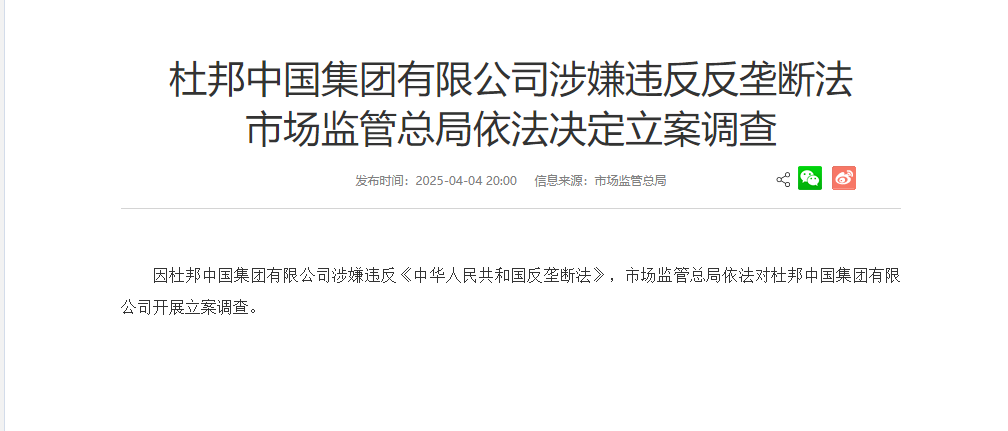 杜邦中国集团有限公司涉嫌违反反垄断法
市场监管总局依法决定立案调查
发布时间：2025-04-04 20:00 信息来源：市场监管总局
因杜邦中国集团有限公司涉嫌违反《中华人民共和国反垄断法》，市场监管总局依法对杜邦中国集团有限
公司开展立案调查。